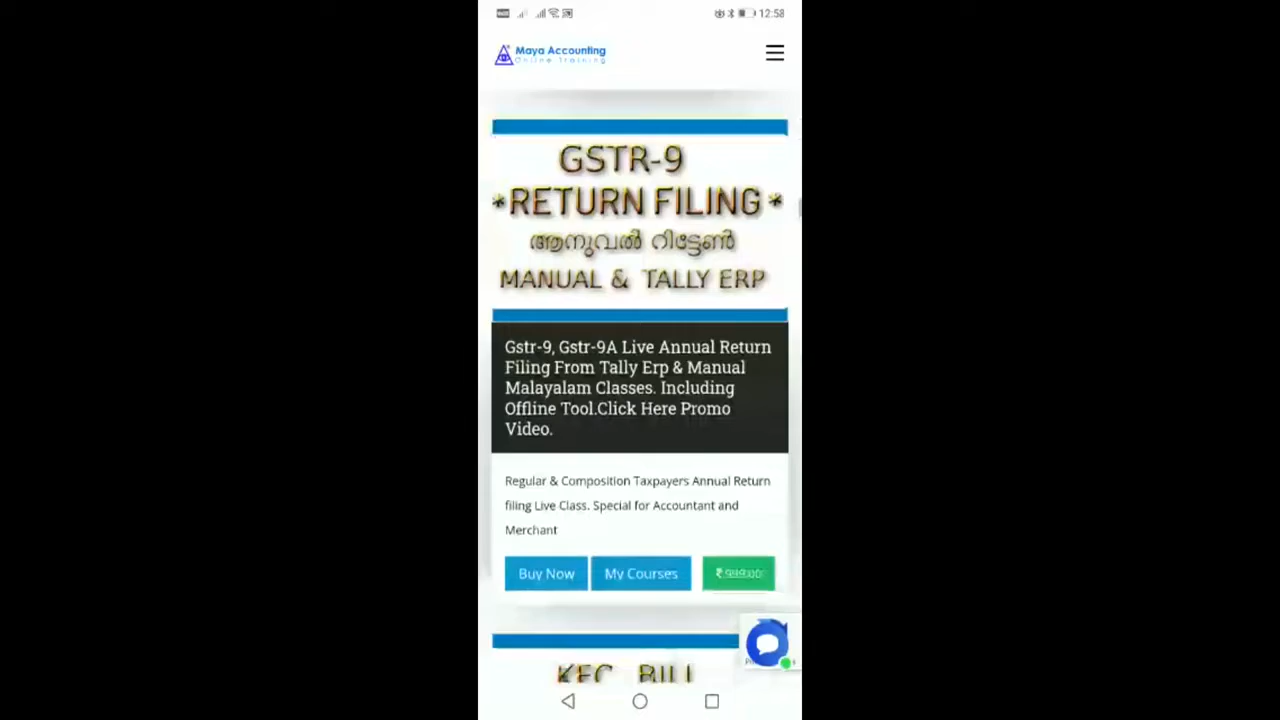 12:58
Maya Accounting
Online Training
GSTR-9
*RETURN FILING*
ആനുവൽ റിട്ടേൺ
MANUAL & TALLY ERP
Gstr-9, Gstr-9A Live Annual Return
Filing From Tally Erp & Manual
Malayalam Classes. Including
Offline Tool.Click Here Promo
Video.
Regular & Composition Taxpayers Annual Return
filing Live Class. Special for Accountant and
Merchant
Buy Now My Courses
KFC BILL